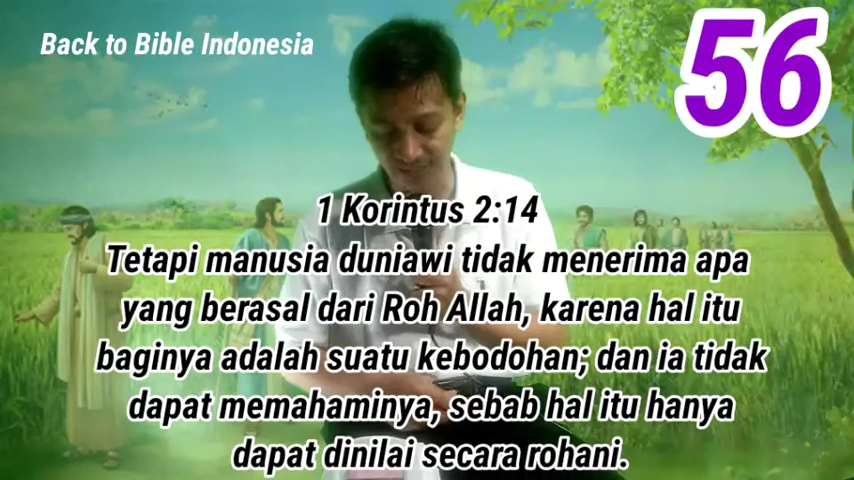 Back to Bible Indonesia
56
1 Korintus 2:14
Tetapi manusia duniawi tidak menerima apa
yang berasal dari Roh Allah, karena hal itu
baginya adalah suatu kebodohan; dan ia tidak
dapat memahaminya, sebab hal itu hanya
dapat dinilai secara rohani.